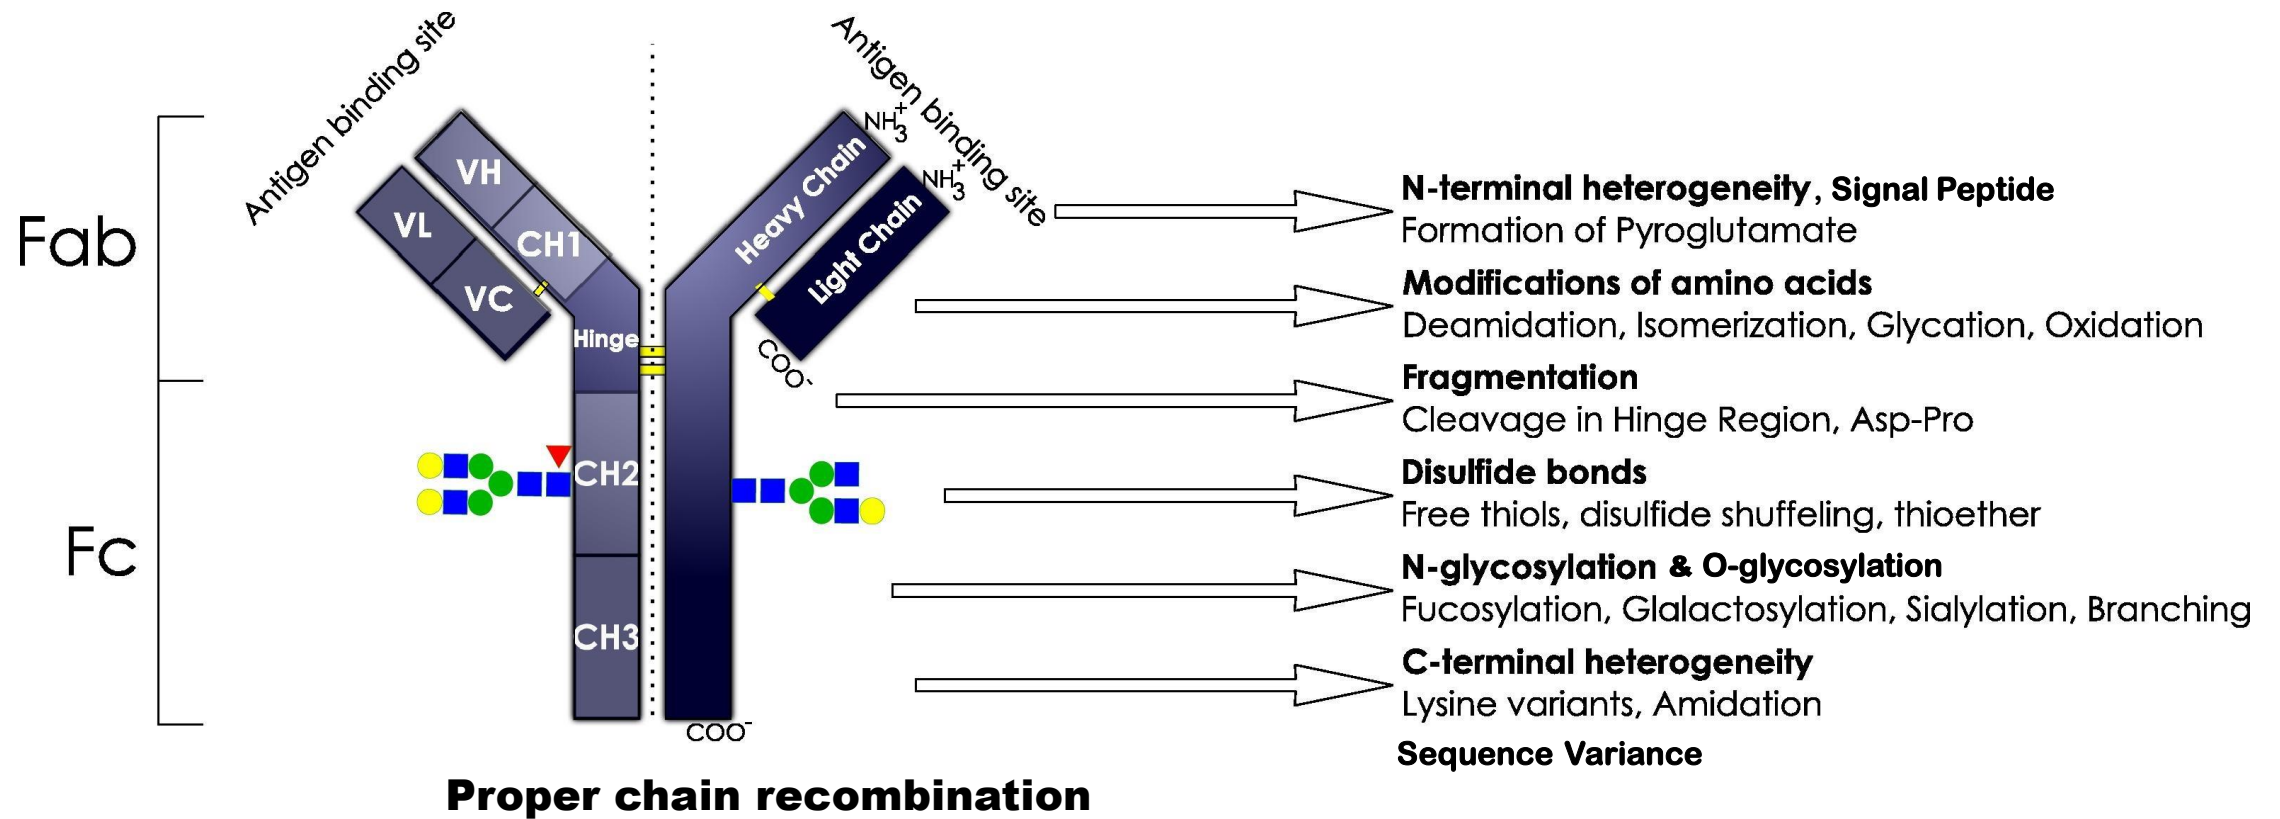 Antigen binding site
Antigen binding site
Fab
Fc
VH
VL
CH1
VC
Hinge
CH2
CH3
Heavy Chain
Light Chain
NH3+
NH3+
COO-
COO-
N-terminal heterogeneity, Signal Peptide
Formation of Pyroglutamate
Modifications of amino acids
Deamidation, Isomerization, Glycation, Oxidation
Fragmentation
Cleavage in Hinge Region, Asp-Pro
Disulfide bonds
Free thiols, disulfide shuffeling, thioether
N-glycosylation & O-glycosylation
Fucosylation, Glalactosylation, Sialylation, Branching
C-terminal heterogeneity
Lysine variants, Amidation
Sequence Variance
Proper chain recombination